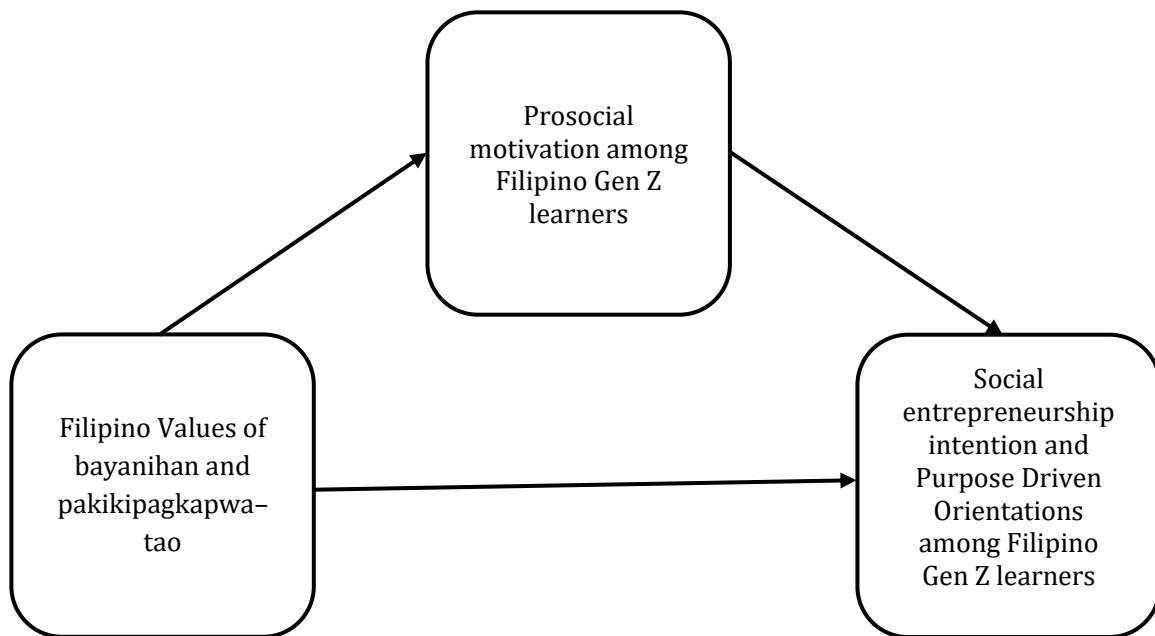 Prosocial
motivation among
Filipino Gen Z
learners
Filipino Values of
bayanihan and
pakikipagkapwa–
tao
Social
entrepreneurship
intention and
Purpose Driven
Orientations
among Filipino
Gen Z learners